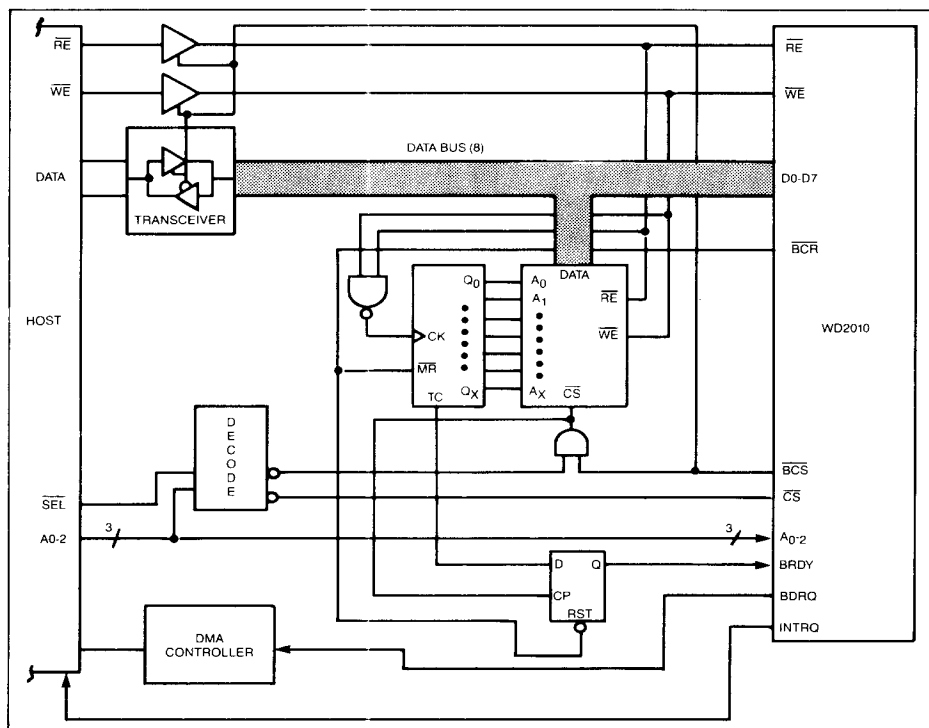 RE
RE
WE
WE
DATA BUS (8)
DATA
D0-D7
TRANSCEIVER
BCR
DATA
Q0
A0
A1
RE
HOST
CK
WE
WD2010
MR
TC
QX
AX
CS
DECODE
BCS
SEL
CS
A0-2
3
3
A0-2
D
Q
BRDY
CP
BDRQ
RST
DMA
CONTROLLER
INTRQ